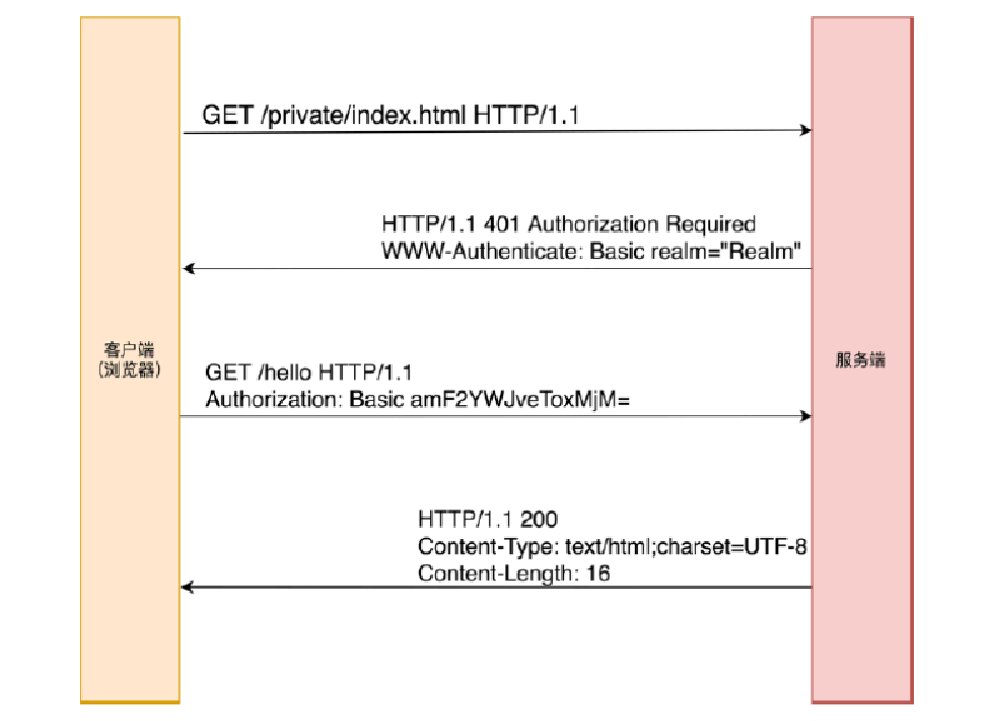 GET /private/index.html HTTP/1.1
HTTP/1.1 401 Authorization Required
WWW-Authenticate: Basic realm="Realm"
客户端
(浏览器)
服务端
GET /hello HTTP/1.1
Authorization: Basic amF2YWJveToxMjM=
HTTP/1.1 200
Content-Type: text/html;charset=UTF-8
Content-Length: 16